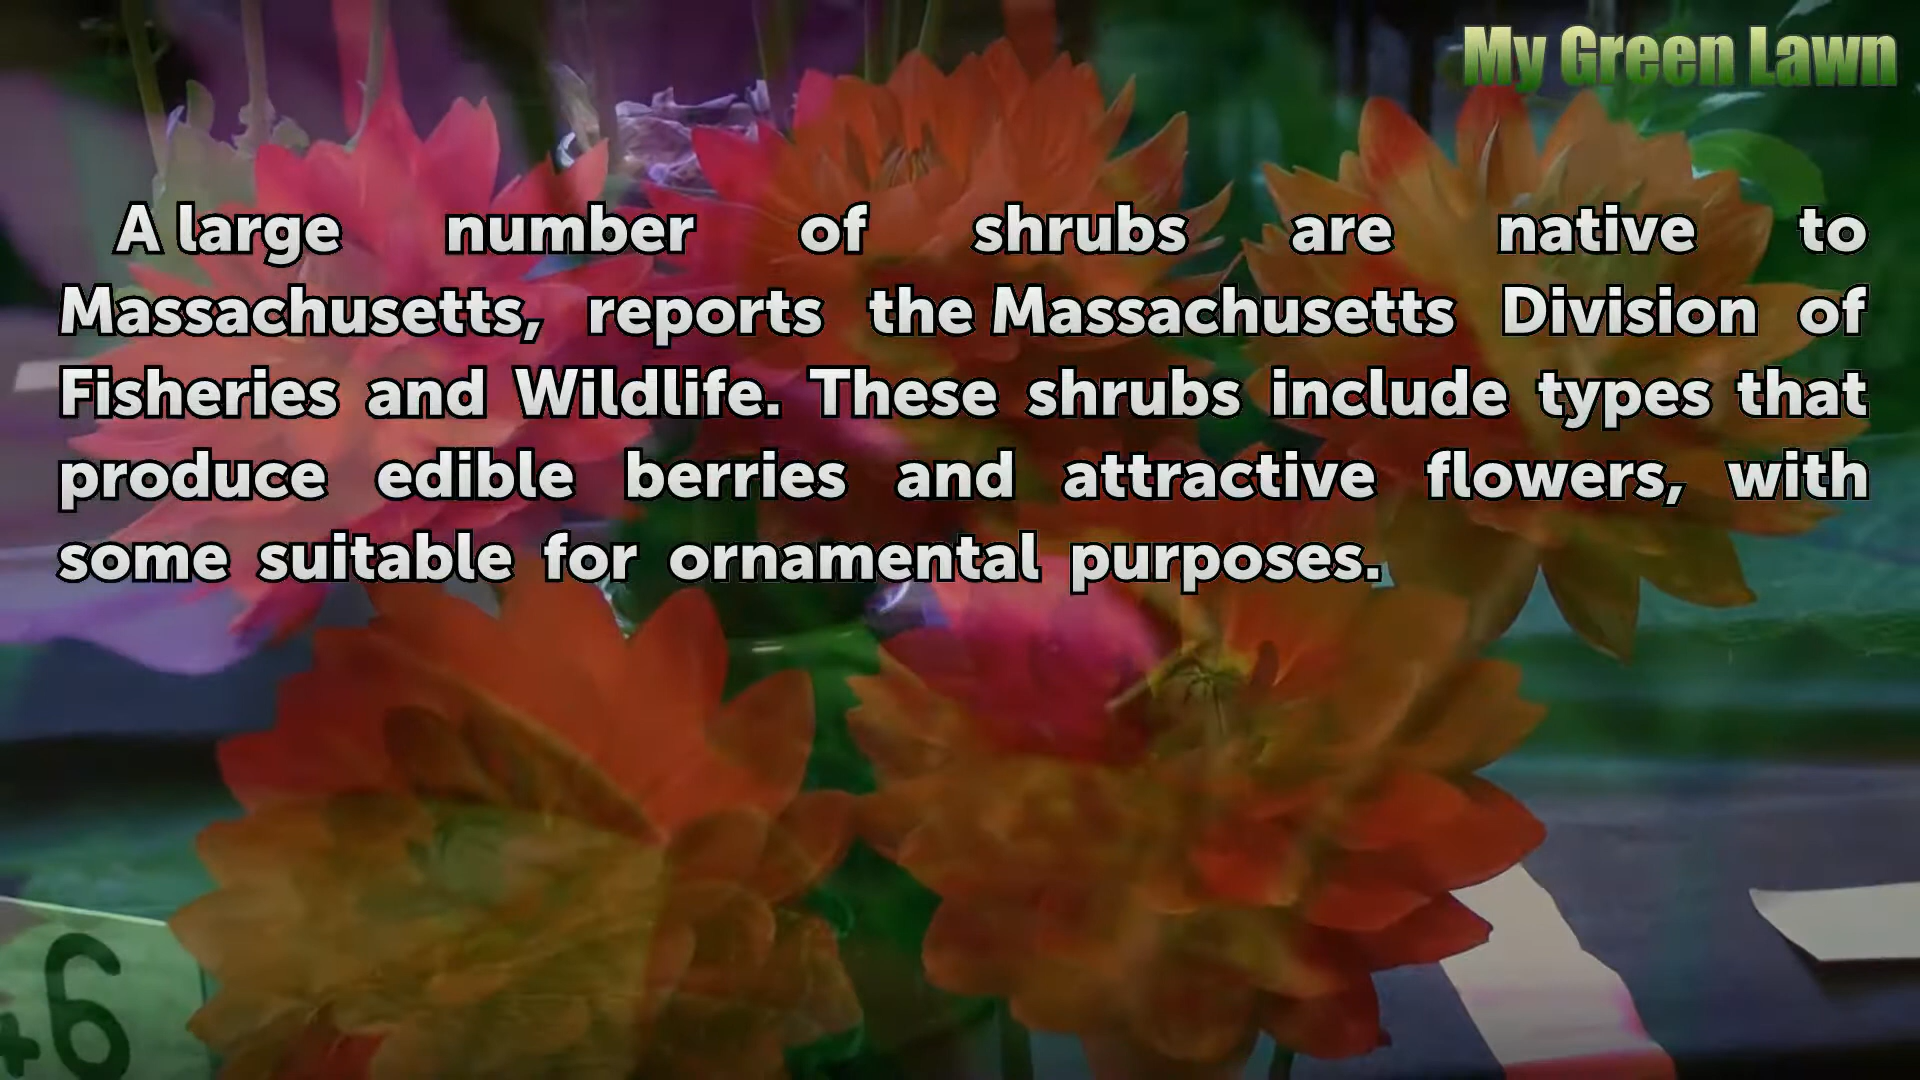 My Green Lawn
A large number of shrubs are native to
Massachusetts, reports the Massachusetts Division of
Fisheries and Wildlife. These shrubs include types that
produce edible berries and attractive flowers, with
some suitable for ornamental purposes.